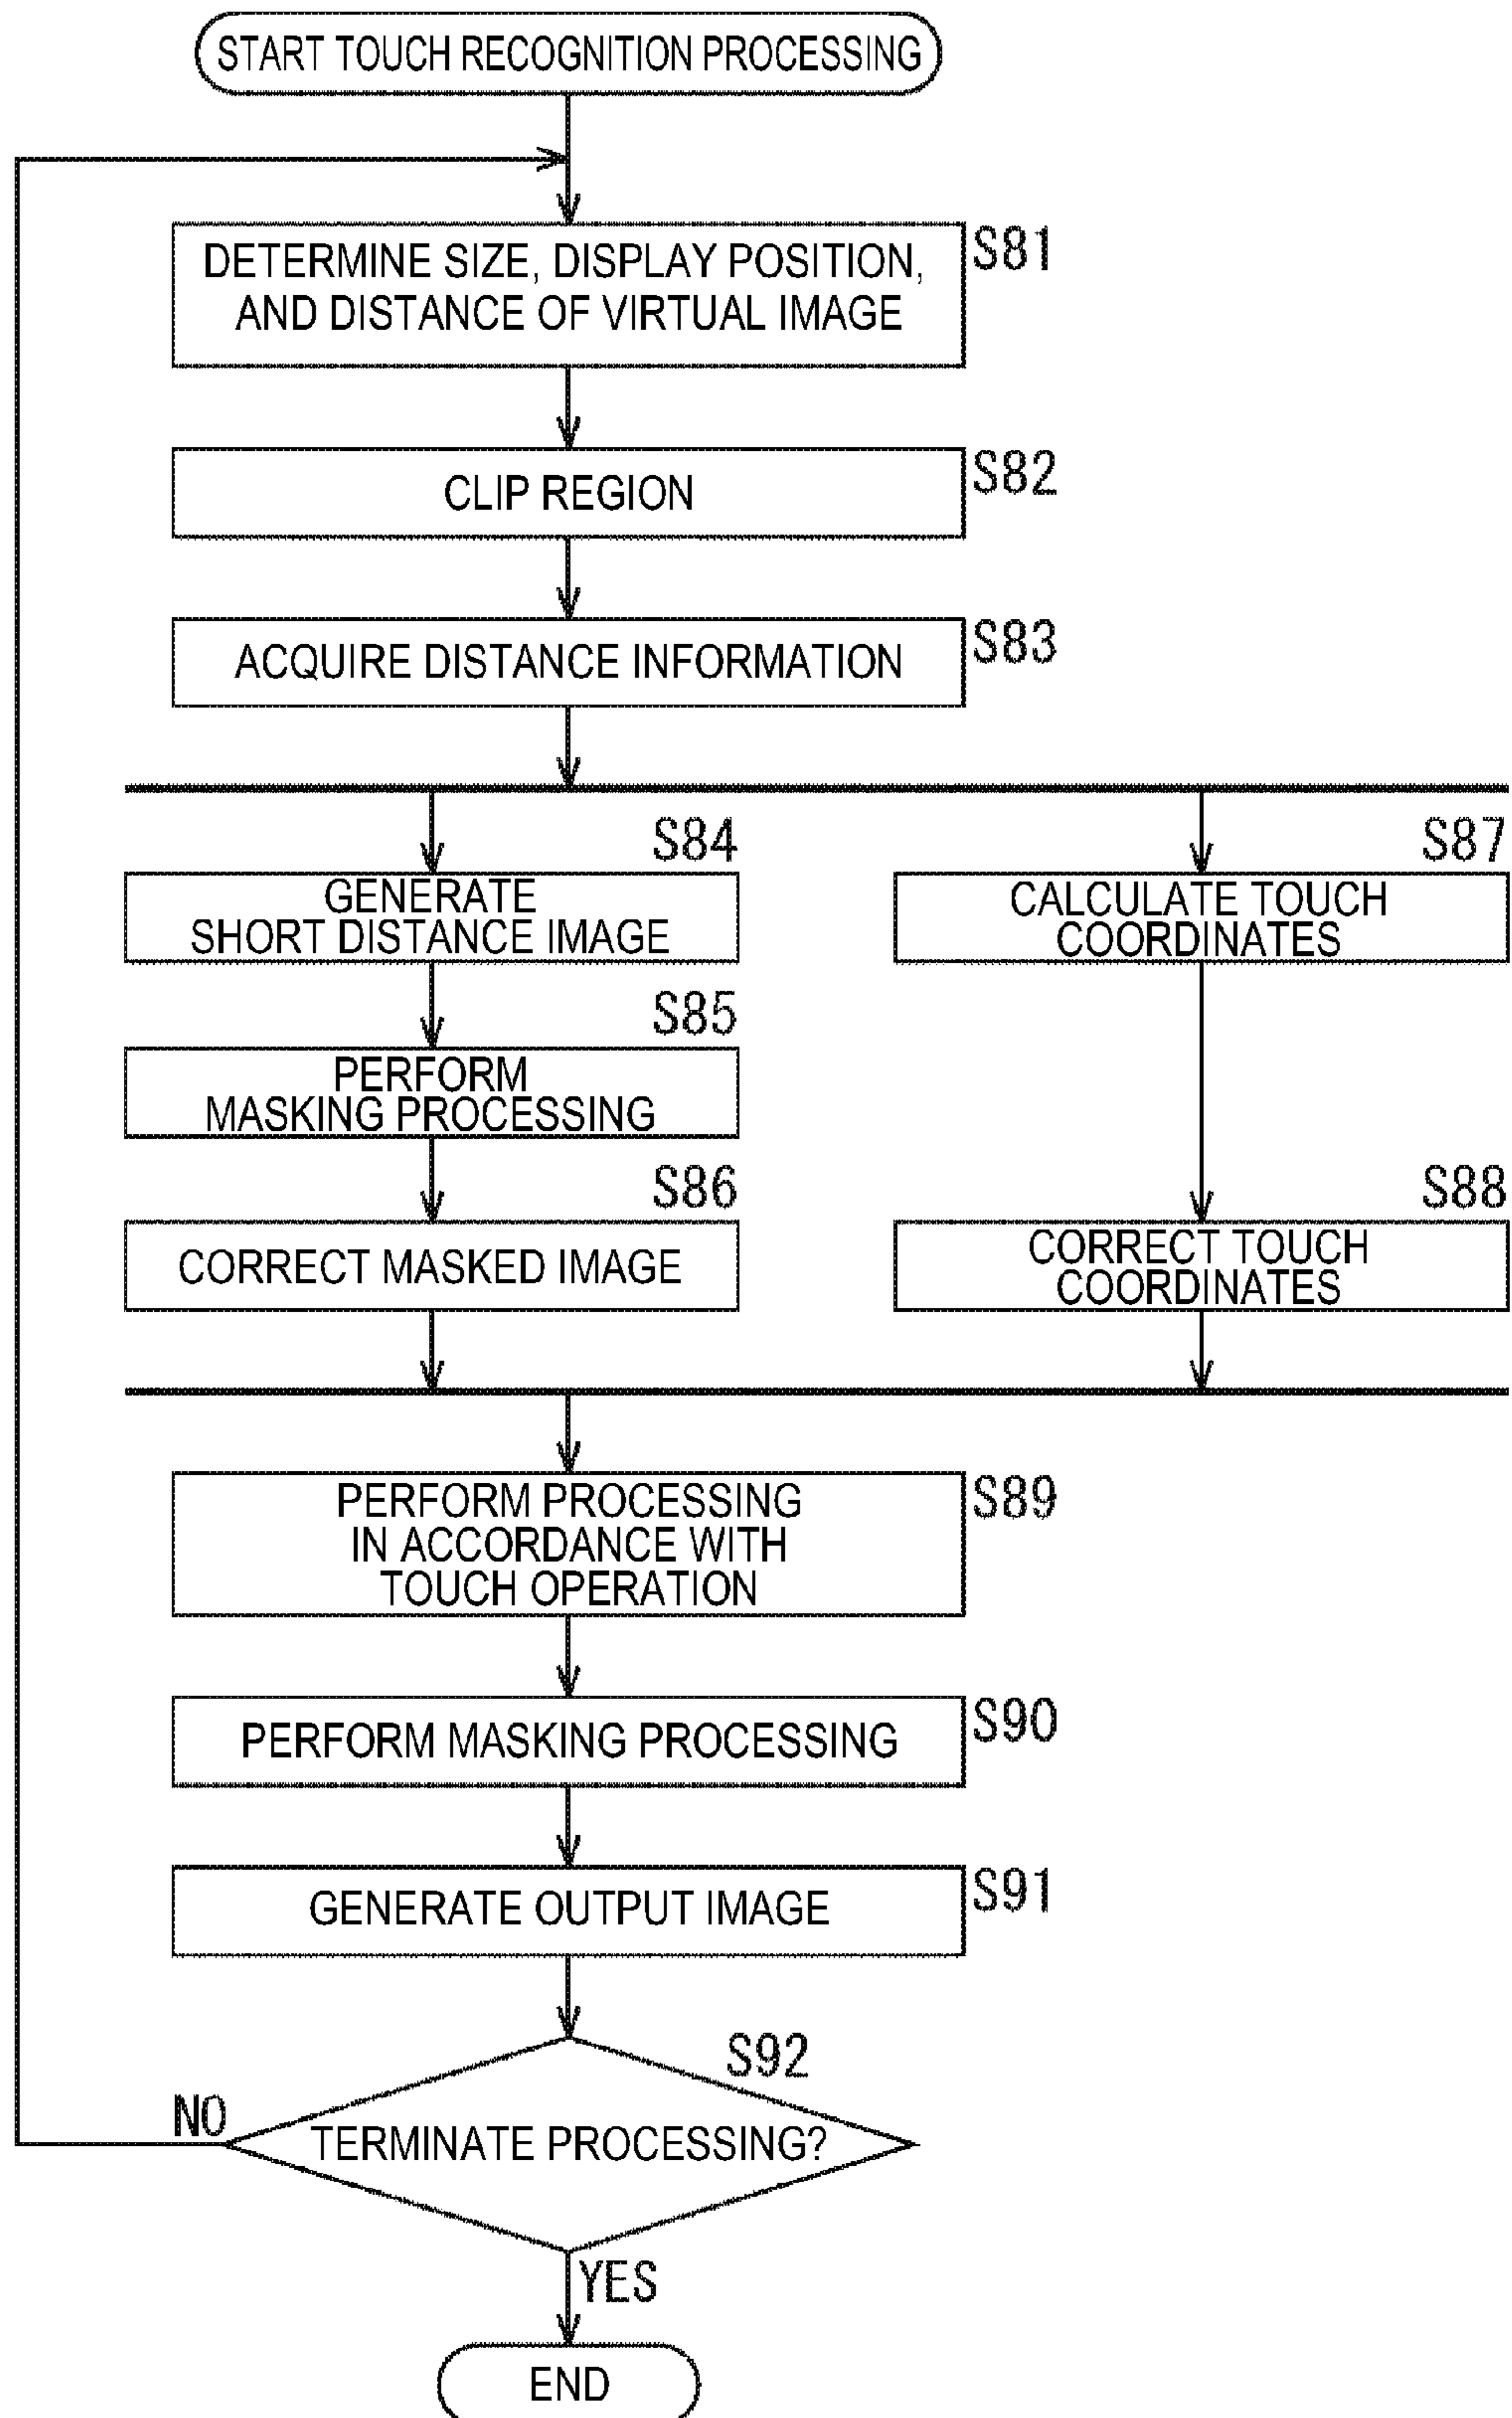 START TOUCH RECOGNITION PROCESSING
S81
DETERMINE SIZE, DISPLAY POSITION,
AND DISTANCE OF VIRTUAL IMAGE
S82
CLIP REGION
S83
ACQUIRE DISTANCE INFORMATION
S84
GENERATE
SHORT DISTANCE IMAGE
S85
PERFORM
MASKING PROCESSING
S86
CORRECT MASKED IMAGE
S87
CALCULATE TOUCH
COORDINATES
S88
CORRECT TOUCH
COORDINATES
S89
PERFORM PROCESSING
IN ACCORDANCE WITH
TOUCH OPERATION
S90
PERFORM MASKING PROCESSING
S91
GENERATE OUTPUT IMAGE
S92
TERMINATE PROCESSING?
NO
YES
END